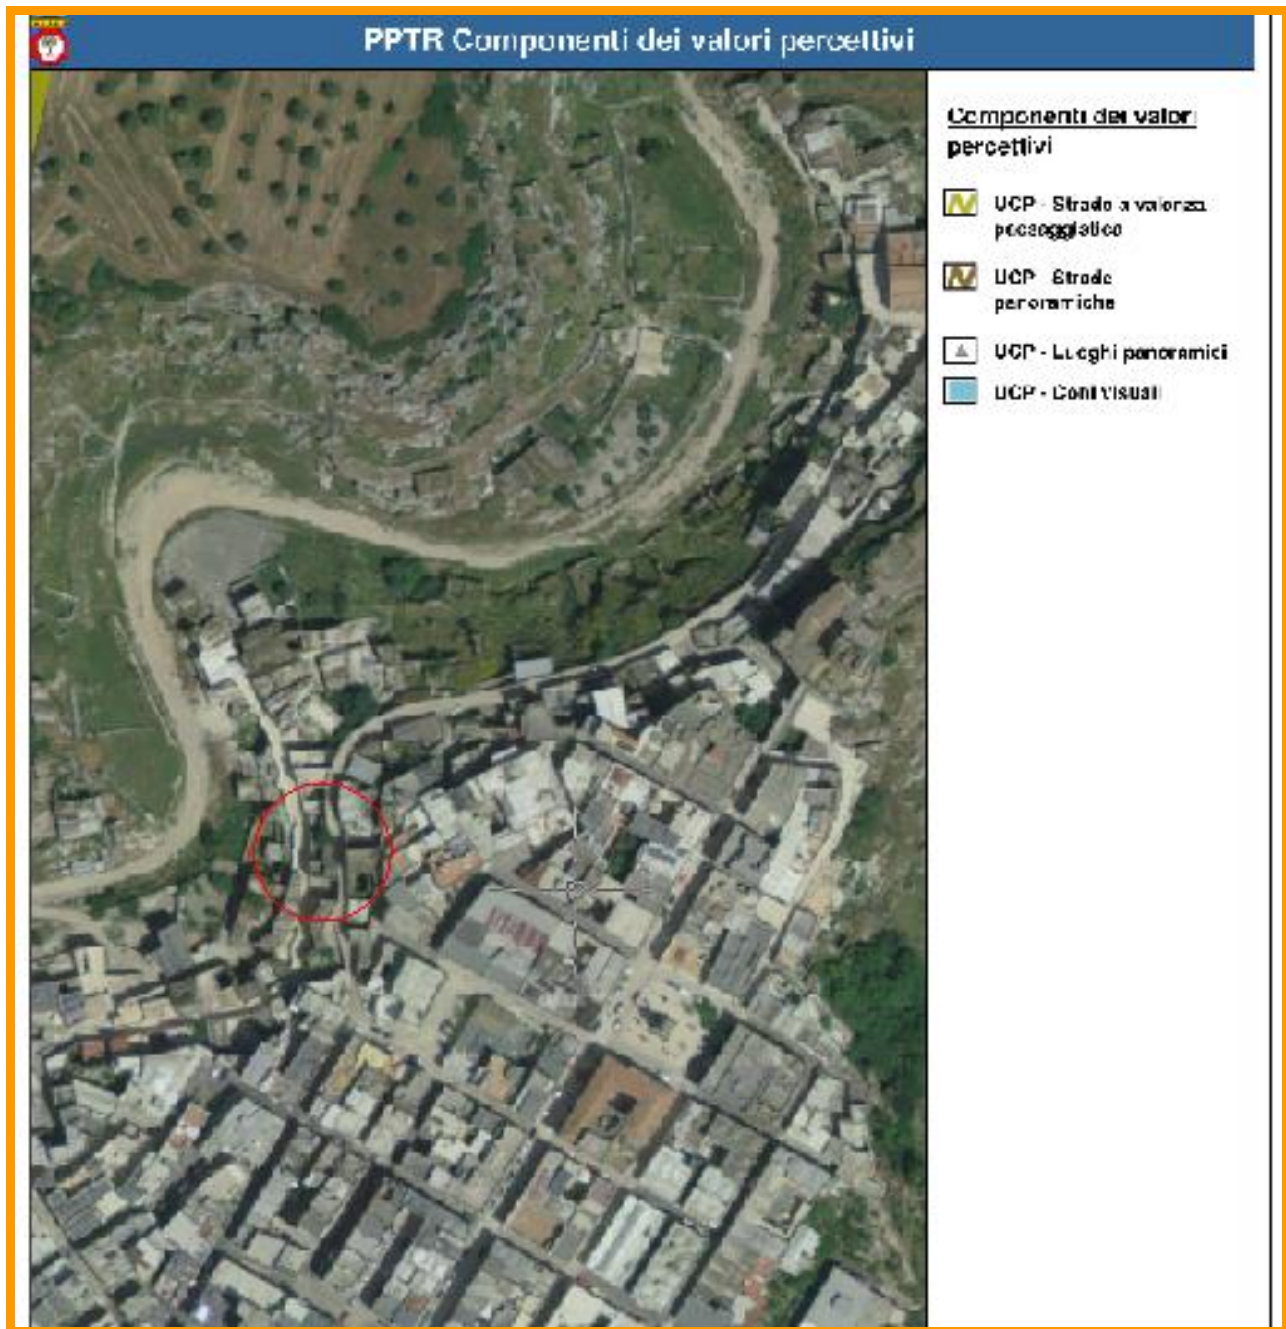 PPTR Componenti dei valori percettivi
Componenti dei valori
percettivi
UCP - Strade a valenza
paesaggistica
UCP - Strade
panoramiche
UCP - Luoghi panoramici
UCP - Coni visuali